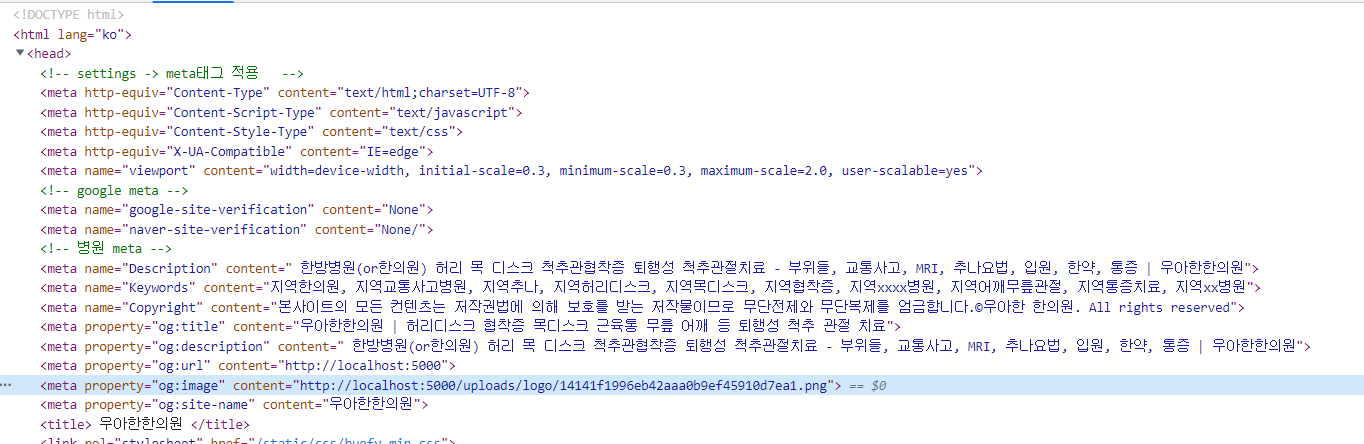 <!DOCTYPE html>
<html lang="ko">
▼<head>
<!-- settings -> meta태그 적용   -->
<meta http-equiv="Content-Type" content="text/html;charset=UTF-8">
<meta http-equiv="Content-Script-Type" content="text/javascript">
<meta http-equiv="Content-Style-Type" content="text/css">
<meta http-equiv="X-UA-Compatible" content="IE=edge">
<meta name="viewport" content="width=device-width, initial-scale=0.3, minimum-scale=0.3, maximum-scale=2.0, user-scalable=yes">
<!-- google meta -->
<meta name="google-site-verification" content="None">
<meta name="naver-site-verification" content="None/">
<!-- 병원 meta -->
<meta name="Description" content=" 한방병원(or한의원) 허리 목 디스크 척추관협착증 퇴행성 척추관절치료 - 부위들, 교통사고, MRI, 추나요법, 입원, 한약, 통증 | 우아한한의원">
<meta name="Keywords" content="지역한의원, 지역교통사고병원, 지역추나, 지역허리디스크, 지역목디스크, 지역협착증, 지역xxxx병원, 지역어깨무릎관절, 지역통증치료, 지역xx병원">
<meta name="Copyright" content="본사이트의 모든 컨텐츠는 저작권법에 의해 보호를 받는 저작물이므로 무단전제와 무단복제를 엄금합니다.©우아한 한의원. All rights reserved">
<meta property="og:title" content="우아한한의원 | 허리디스크 협착증 목디스크 근육통 무릎 어깨 등 퇴행성 척추 관절 치료">
<meta property="og:description" content=" 한방병원(or한의원) 허리 목 디스크 척추관협착증 퇴행성 척추관절치료 - 부위들, 교통사고, MRI, 추나요법, 입원, 한약, 통증 | 우아한한의원">
<meta property="og:url" content="http://localhost:5000">
⋯ <meta property="og:image" content="http://localhost:5000/uploads/logo/14141f1996eb42aaa0b9ef45910d7ea1.png"> == $0
<meta property="og:site-name" content="우아한한의원">
<title> 우아한한의원 </title>
<link rel="stylesheet" href="/static/css/buefy.min.css">